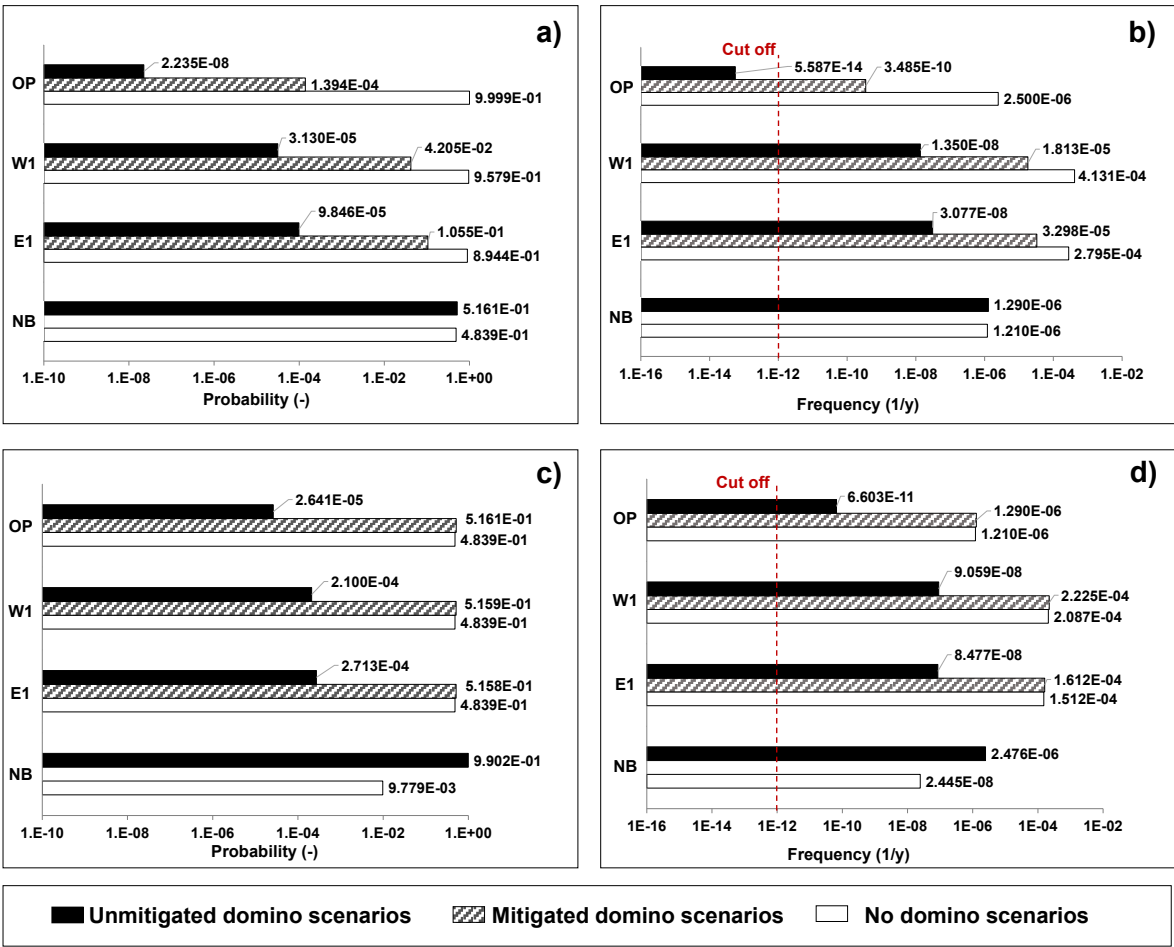 a)
OP
2.235E-08
1.394E-04
9.999E-01
W1
3.130E-05
4.205E-02
9.579E-01
E1
9.846E-05
1.055E-01
8.944E-01
NB
5.161E-01
4.839E-01
1.E-10 1.E-08 1.E-06 1.E-04 1.E-02 1.E+00
Probability (-)
b)
Cut off
OP
5.587E-14
3.485E-10
2.500E-06
W1
1.350E-08
1.813E-05
4.131E-04
E1
3.077E-08
3.298E-05
2.795E-04
NB
1.290E-06
1.210E-06
1.E-16 1.E-14 1.E-12 1.E-10 1.E-08 1.E-06 1.E-04 1.E-02
Frequency (1/y)
c)
OP
2.641E-05
5.161E-01
4.839E-01
W1
2.100E-04
5.159E-01
4.839E-01
E1
2.713E-04
5.158E-01
4.839E-01
NB
9.902E-01
9.779E-03
1.E-10 1.E-08 1.E-06 1.E-04 1.E-02 1.E+00
Probability (-)
d)
Cut off
OP
6.603E-11
1.290E-06
1.210E-06
W1
9.059E-08
2.225E-04
2.087E-04
E1
8.477E-08
1.612E-04
1.512E-04
NB
2.476E-06
2.445E-08
1E-16 1E-14 1E-12 1E-10 1E-08 1E-06 1E-04 1E-02
Frequency (1/y)
Unmitigated domino scenarios Mitigated domino scenarios No domino scenarios